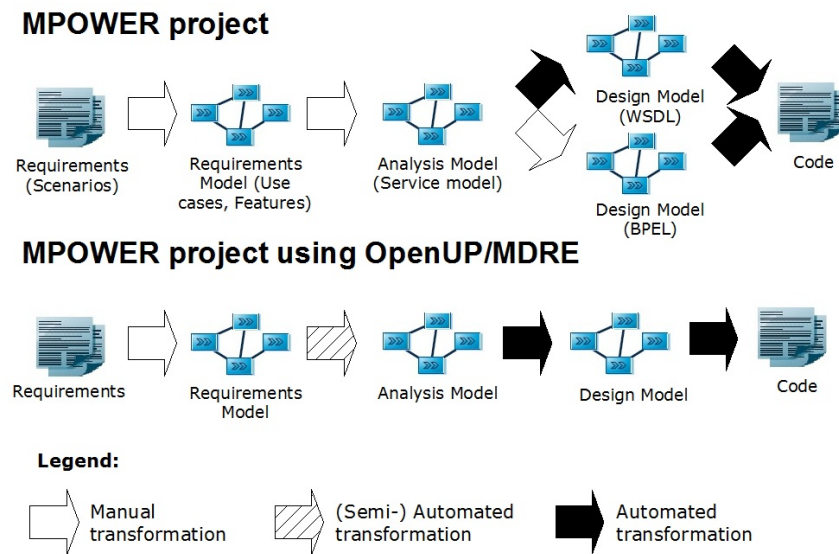 MPOWER project
Requirements
(Scenarios)
Requirements
Model (Use
cases, Features)
Analysis Model
(Service model)
Design Model
(WSDL)
Design Model
(BPEL)
Code
MPOWER project using OpenUP/MDRE
Requirements
Requirements
Model
Analysis Model
Design Model
Code
Legend:
Manual
transformation
(Semi-) Automated
transformation
Automated
transformation